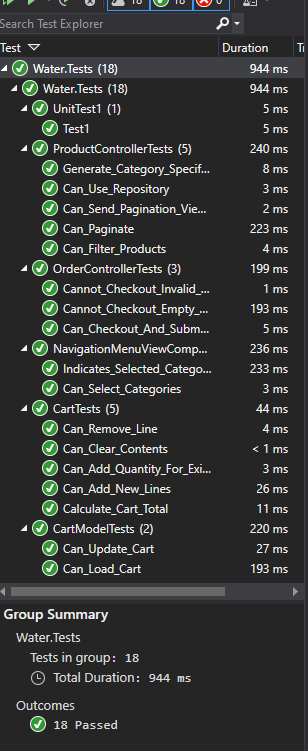 18 18 0
Search Test Explorer
Test Duration
Water.Tests (18) 944 ms
Water.Tests (18) 944 ms
UnitTest1 (1) 5 ms
Test1 5 ms
ProductControllerTests (5) 240 ms
Generate_Category_Specif... 8 ms
Can_Use_Repository 3 ms
Can_Send_Pagination_Vie... 2 ms
Can_Paginate 223 ms
Can_Filter_Products 4 ms
OrderControllerTests (3) 199 ms
Cannot_Checkout_Invalid_... 1 ms
Cannot_Checkout_Empty_... 193 ms
Can_Checkout_And_Subm... 5 ms
NavigationMenuViewComp... 236 ms
Indicates_Selected_Catego... 233 ms
Can_Select_Categories 3 ms
CartTests (5) 44 ms
Can_Remove_Line 4 ms
Can_Clear_Contents < 1 ms
Can_Add_Quantity_For_Exi... 3 ms
Can_Add_New_Lines 26 ms
Calculate_Cart_Total 11 ms
CartModelTests (2) 220 ms
Can_Update_Cart 27 ms
Can_Load_Cart 193 ms
Group Summary
Water.Tests
Tests in group: 18
Total Duration: 944 ms
Outcomes
18 Passed